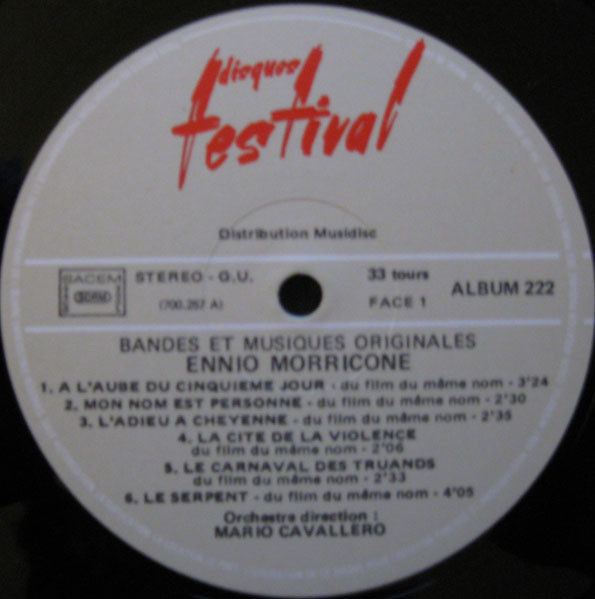 disques
festival
Distribution Musidisc
SACEM
STEREO - G.U.
33 tours
(700.257 A)
FACE 1
ALBUM 222
BANDES ET MUSIQUES ORIGINALES
ENNIO MORRICONE
1. A L'AUBE DU CINQUIEME JOUR - du film du même nom - 3'24
2. MON NOM EST PERSONNE - du film du même nom - 2'30
3. L'ADIEU A CHEYENNE - du film du même nom - 2'35
4. LA CITE DE LA VIOLENCE
du film du même nom - 2'06
5. LE CARNAVAL DES TRUANDS
du film du même nom - 2'33
6. LE SERPENT - du film du même nom - 4'05
Orchestre direction :
MARIO CAVALLERO